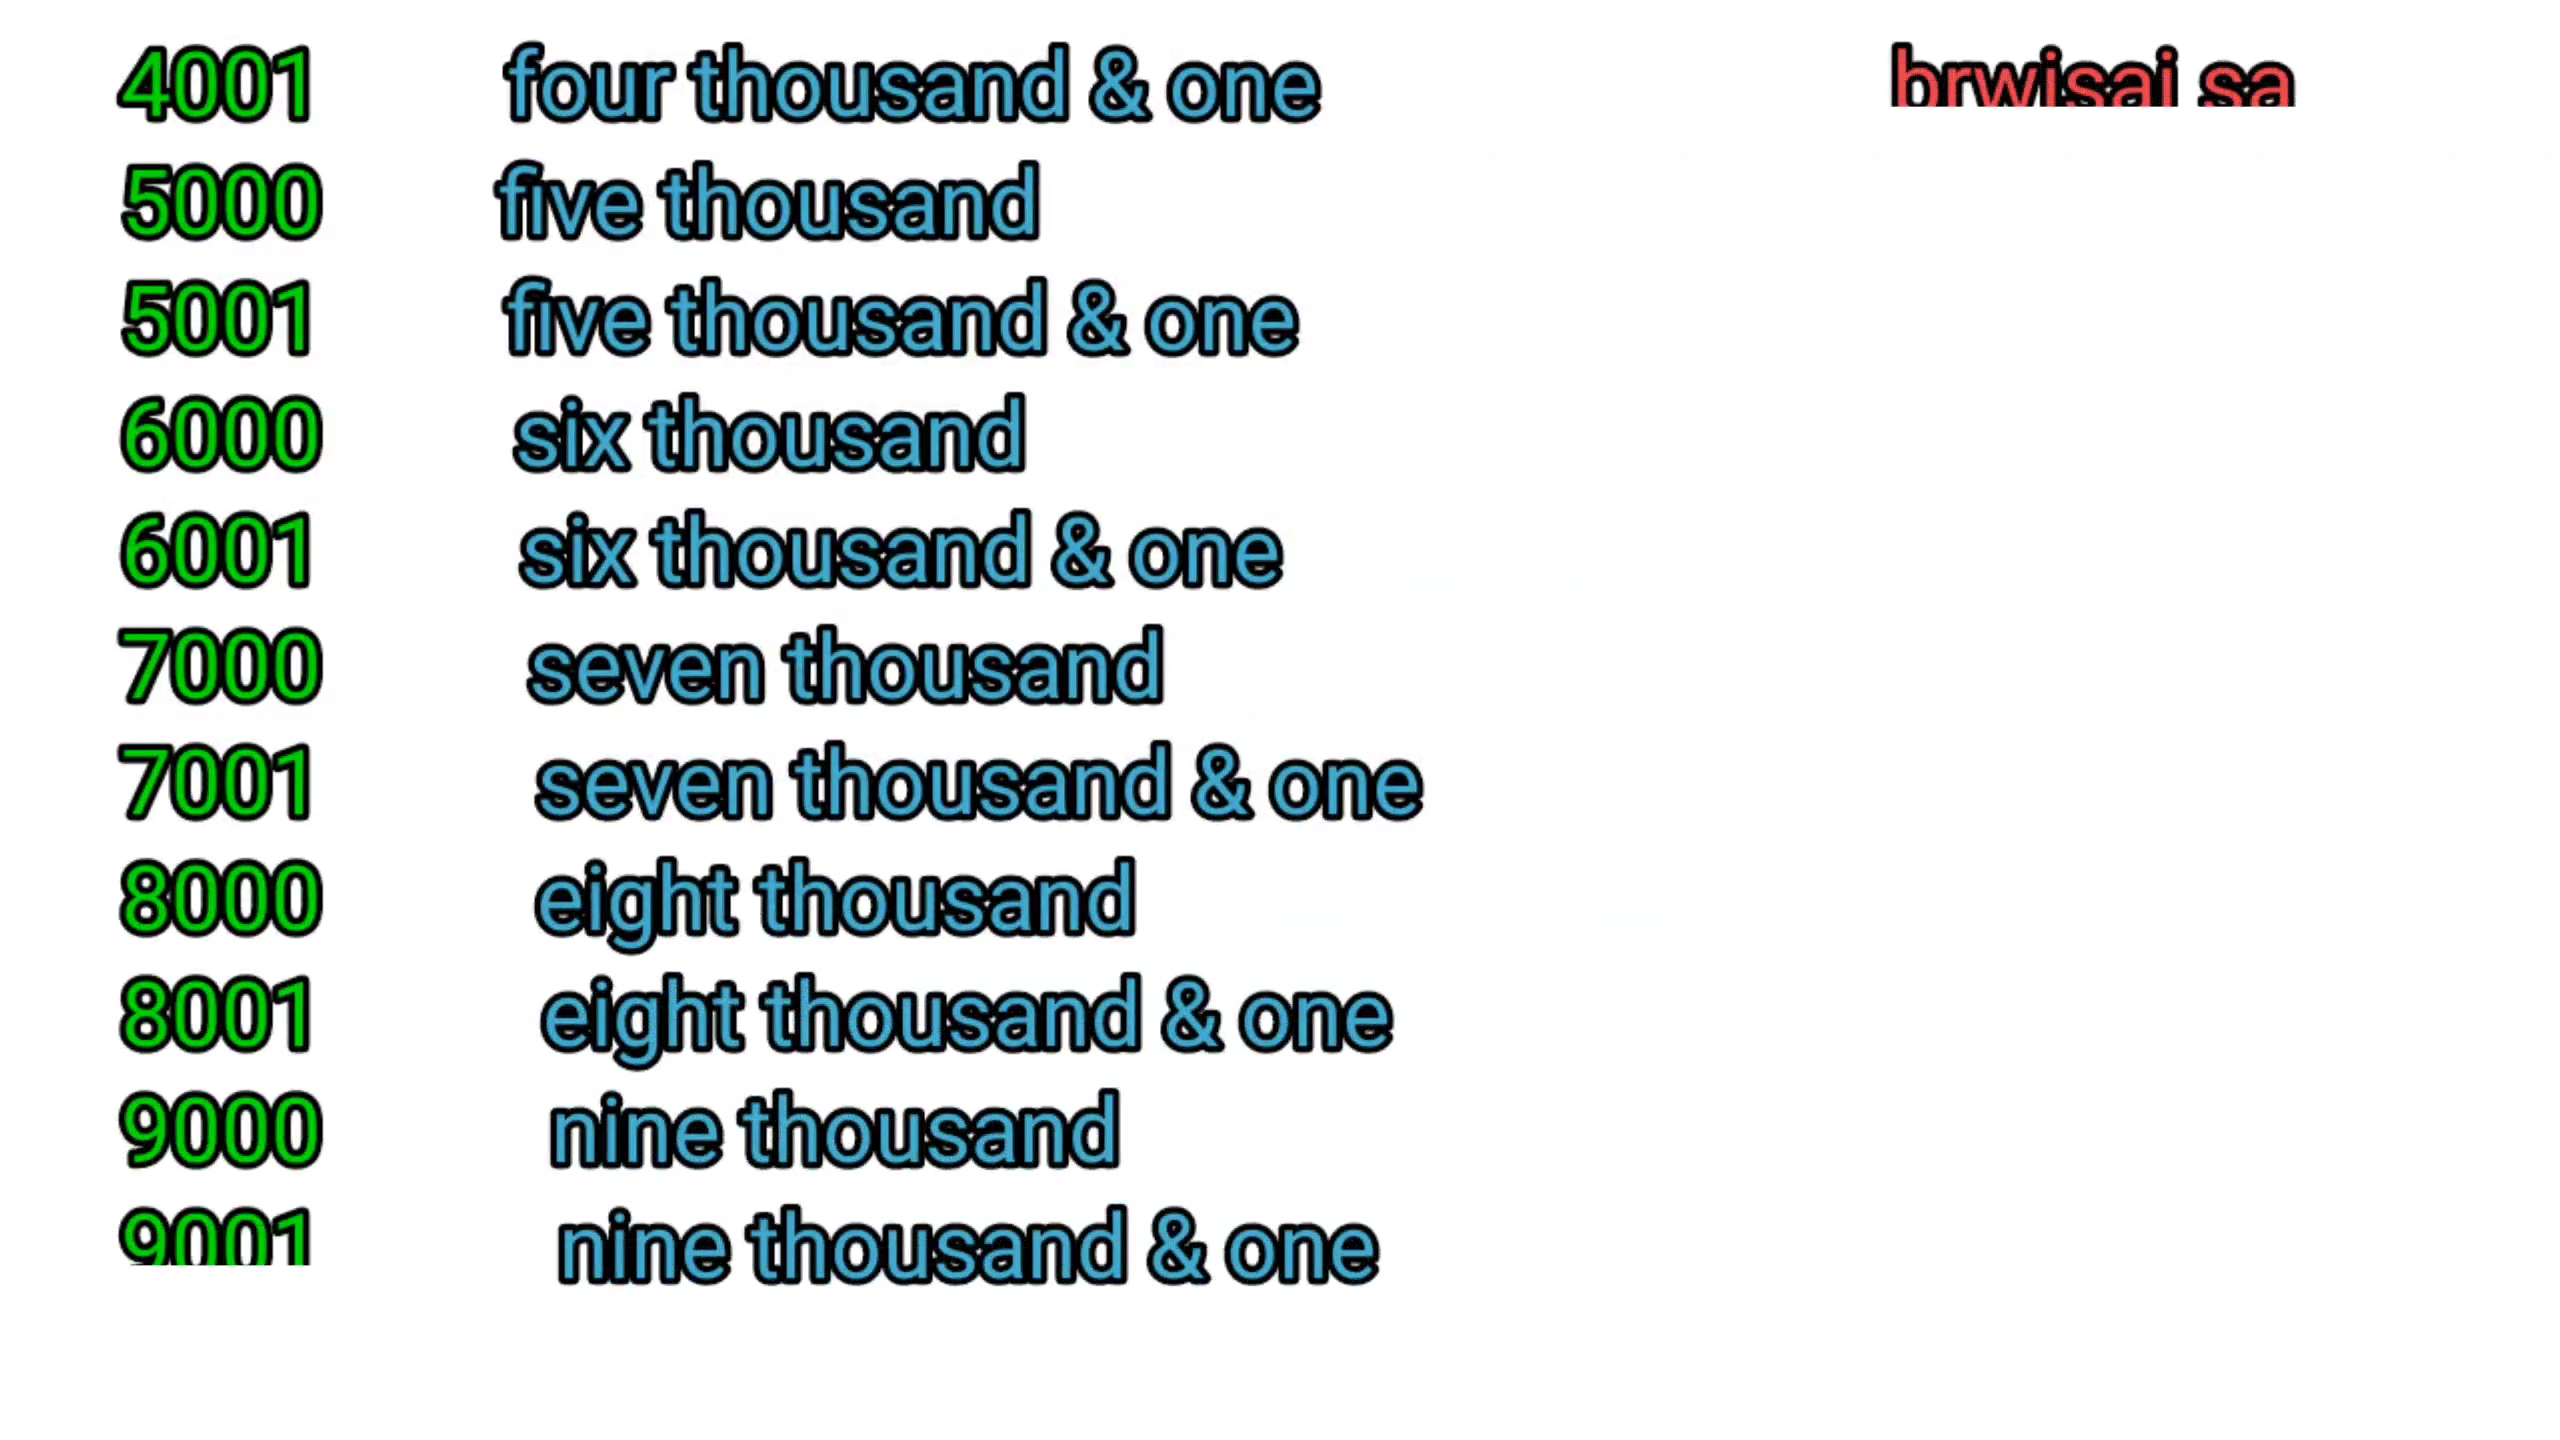 4001 four thousand & one brwisai sa
5000 five thousand
5001 five thousand & one
6000 six thousand
6001 six thousand & one
7000 seven thousand
7001 seven thousand & one
8000 eight thousand
8001 eight thousand & one
9000 nine thousand
9001 nine thousand & one